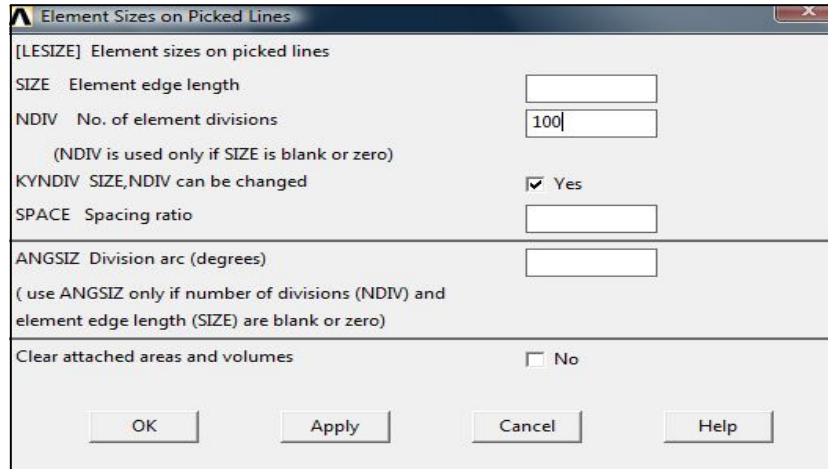 Element Sizes on Picked Lines
[LESIZE] Element sizes on picked lines
SIZE Element edge length
NDIV No. of element divisions 100
(NDIV is used only if SIZE is blank or zero)
KYNDIV SIZE,NDIV can be changed Yes
SPACE Spacing ratio
ANGSIZ Division arc (degrees)
( use ANGSIZ only if number of divisions (NDIV) and
element edge length (SIZE) are blank or zero)
Clear attached areas and volumes No
OK Apply Cancel Help